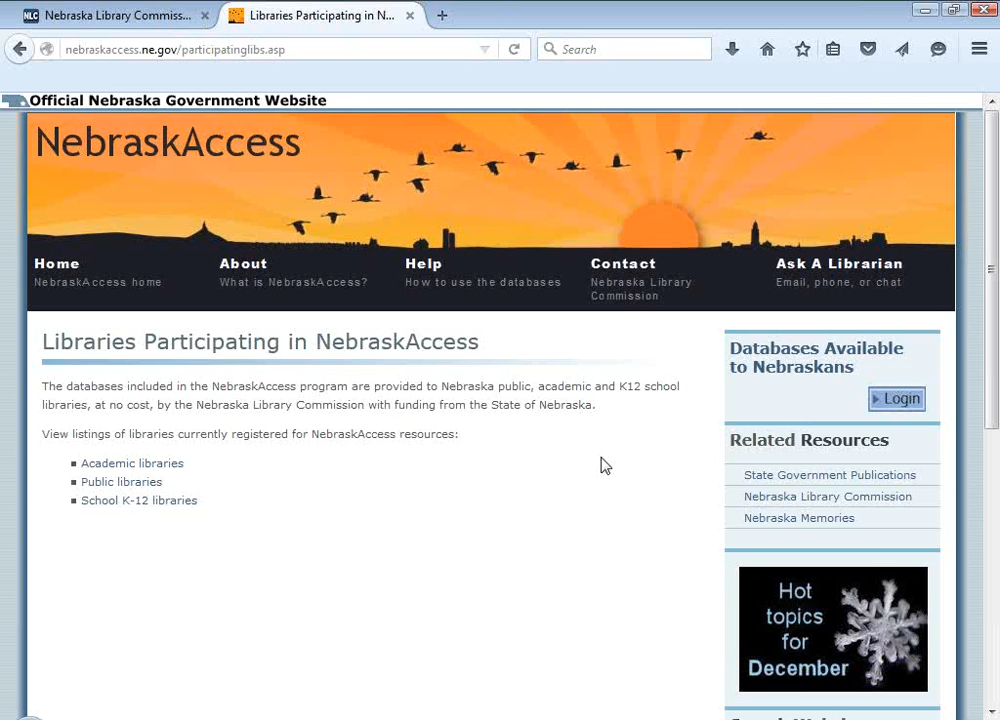 NLC Nebraska Library Commiss...
Libraries Participating in N...
nebraskaccess.ne.gov/participatinglibs.asp
Search
Official Nebraska Government Website
NebraskAccess
Home
NebraskAccess home
About
What is NebraskAccess?
Help
How to use the databases
Contact
Nebraska Library
Commission
Ask A Librarian
Email, phone, or chat
Libraries Participating in NebraskAccess
The databases included in the NebraskAccess program are provided to Nebraska public, academic and K12 school
libraries, at no cost, by the Nebraska Library Commission with funding from the State of Nebraska.
View listings of libraries currently registered for NebraskAccess resources:
Academic libraries
Public libraries
School K-12 libraries
Databases Available
to Nebraskans
Login
Related Resources
State Government Publications
Nebraska Library Commission
Nebraska Memories
Hot
topics
for
December